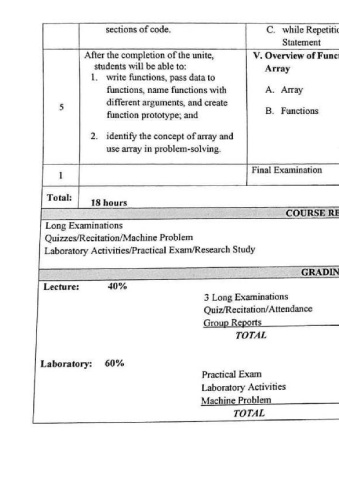 sections of code.
C. while Repetitio
Statement
5
After the completion of the unite,
students will be able to:
1. write functions, pass data to
functions, name functions with
different arguments, and create
function prototype; and
2. identify the concept of array and
use array in problem-solving.
V. Overview of Func
Array
A. Array
B. Functions
1
Final Examination
Total: 18 hours
COURSE RE
Long Examinations
Quizzes/Recitation/Machine Problem
Laboratory Activities/Practical Exam/Research Study
GRADIN
Lecture: 40%
3 Long Examinations
Quiz/Recitation/Attendance
Group Reports
TOTAL
Laboratory: 60%
Practical Exam
Laboratory Activities
Machine Problem
TOTAL